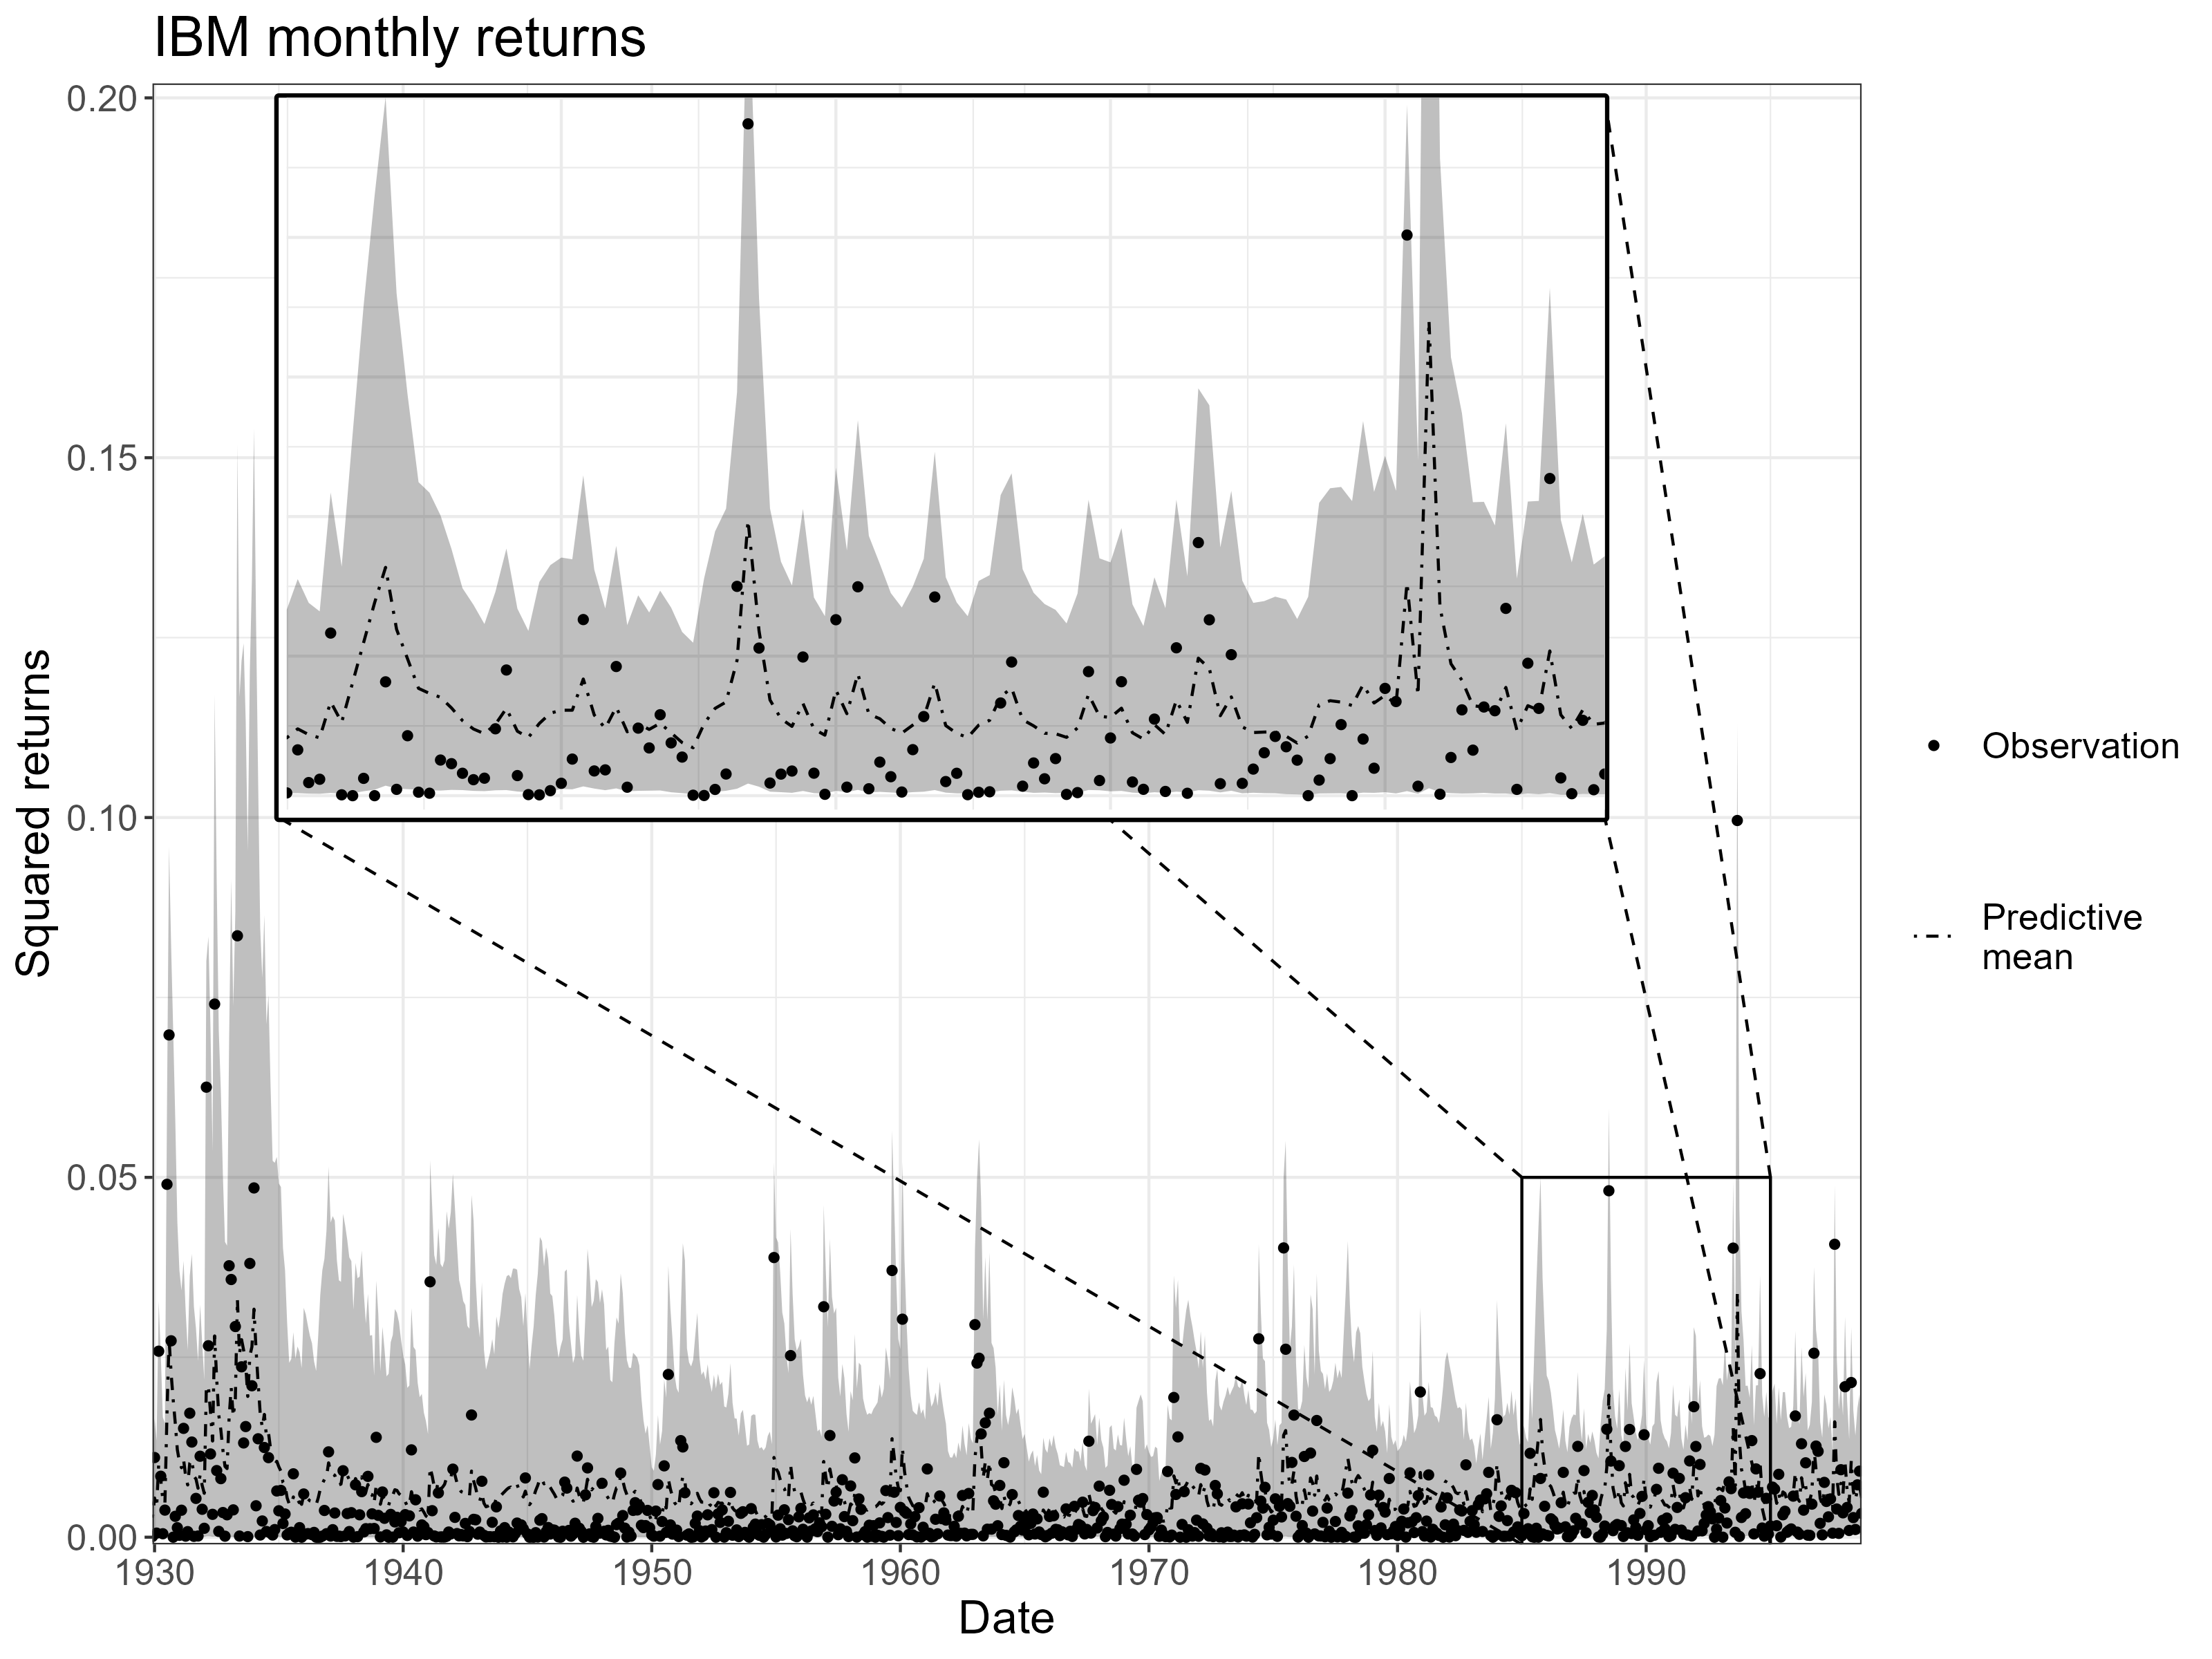 IBM monthly returns
Squared returns
0.20
0.15
0.10
0.05
0.00
1930 1940 1950 1960 1970 1980 1990
Date
Observation
Predictive
mean